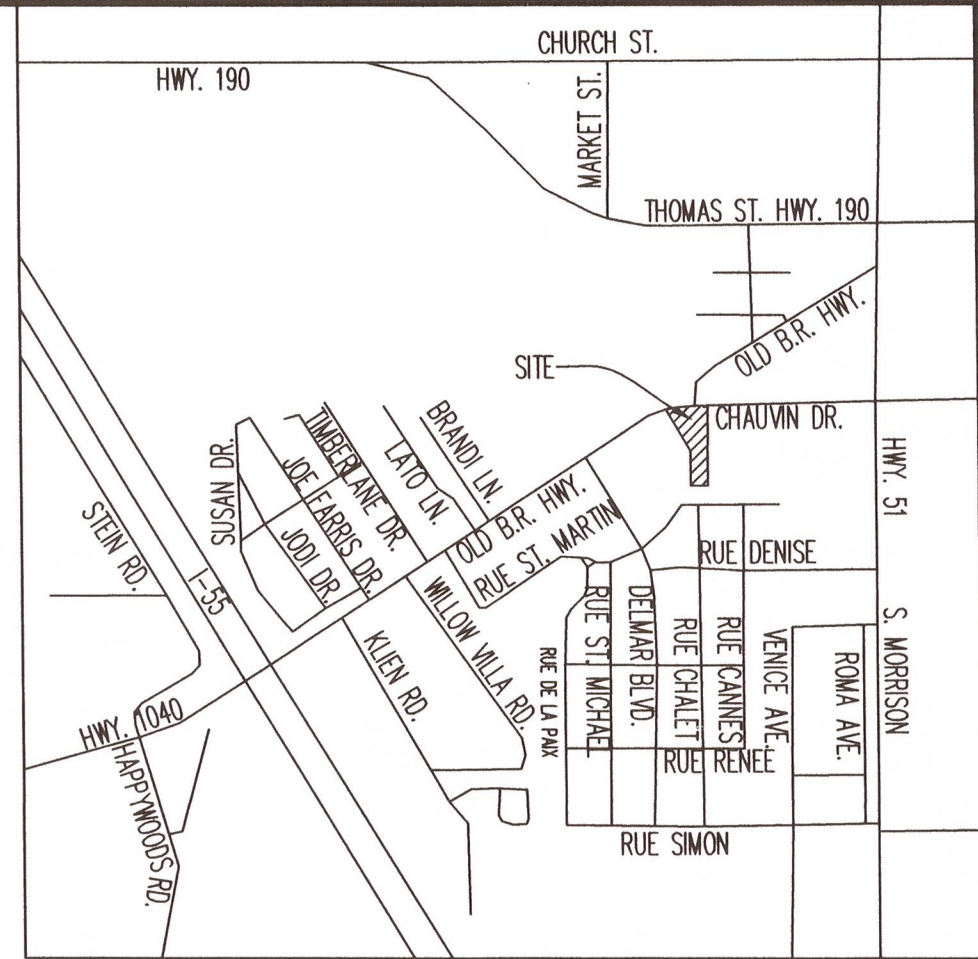 CHURCH ST.
HWY. 190
MARKET ST.
THOMAS ST. HWY. 190
OLD B.R. HWY.
SITE
CHAUVIN DR.
BRANDI LN.
TIMBERLANE DR.
LATO LN.
SUSAN DR.
JOE FARRIS DR.
HWY. 51
OLD B.R. HWY.
STEIN RD.
JODI DR.
RUE ST. MARTIN
RUE DENISE
I-55
WILLOW VILLA RD.
RUE ST. MICHAEL
DELMAR BLVD.
RUE CHALET
RUE CANNES
VENICE AVE.
ROMA AVE.
S. MORRISON
KLIEN RD.
RUE DE LA PAIX
HWY. 1040
RUE RENEE
HAPPYWOODS RD.
RUE SIMON